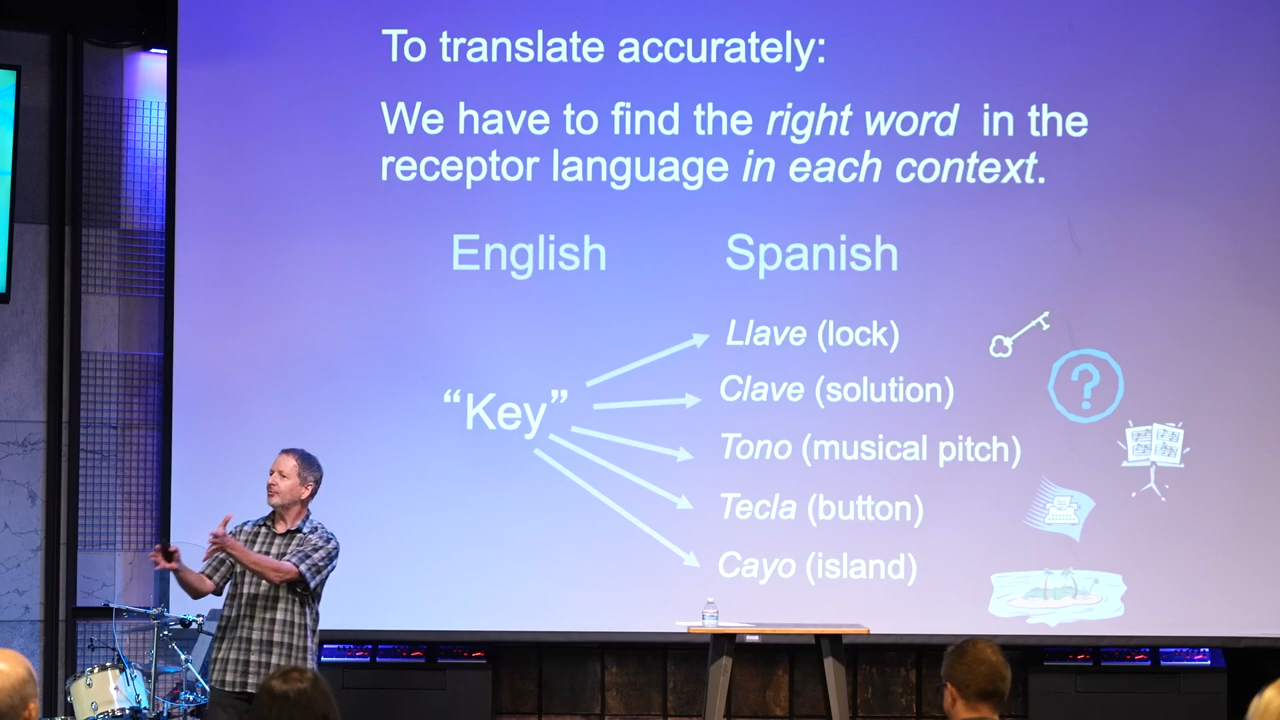 To translate accurately:
We have to find the right word in the
receptor language in each context.
English Spanish
Llave (lock)
Clave (solution)
“Key”
Tono (musical pitch)
Tecla (button)
Cayo (island)